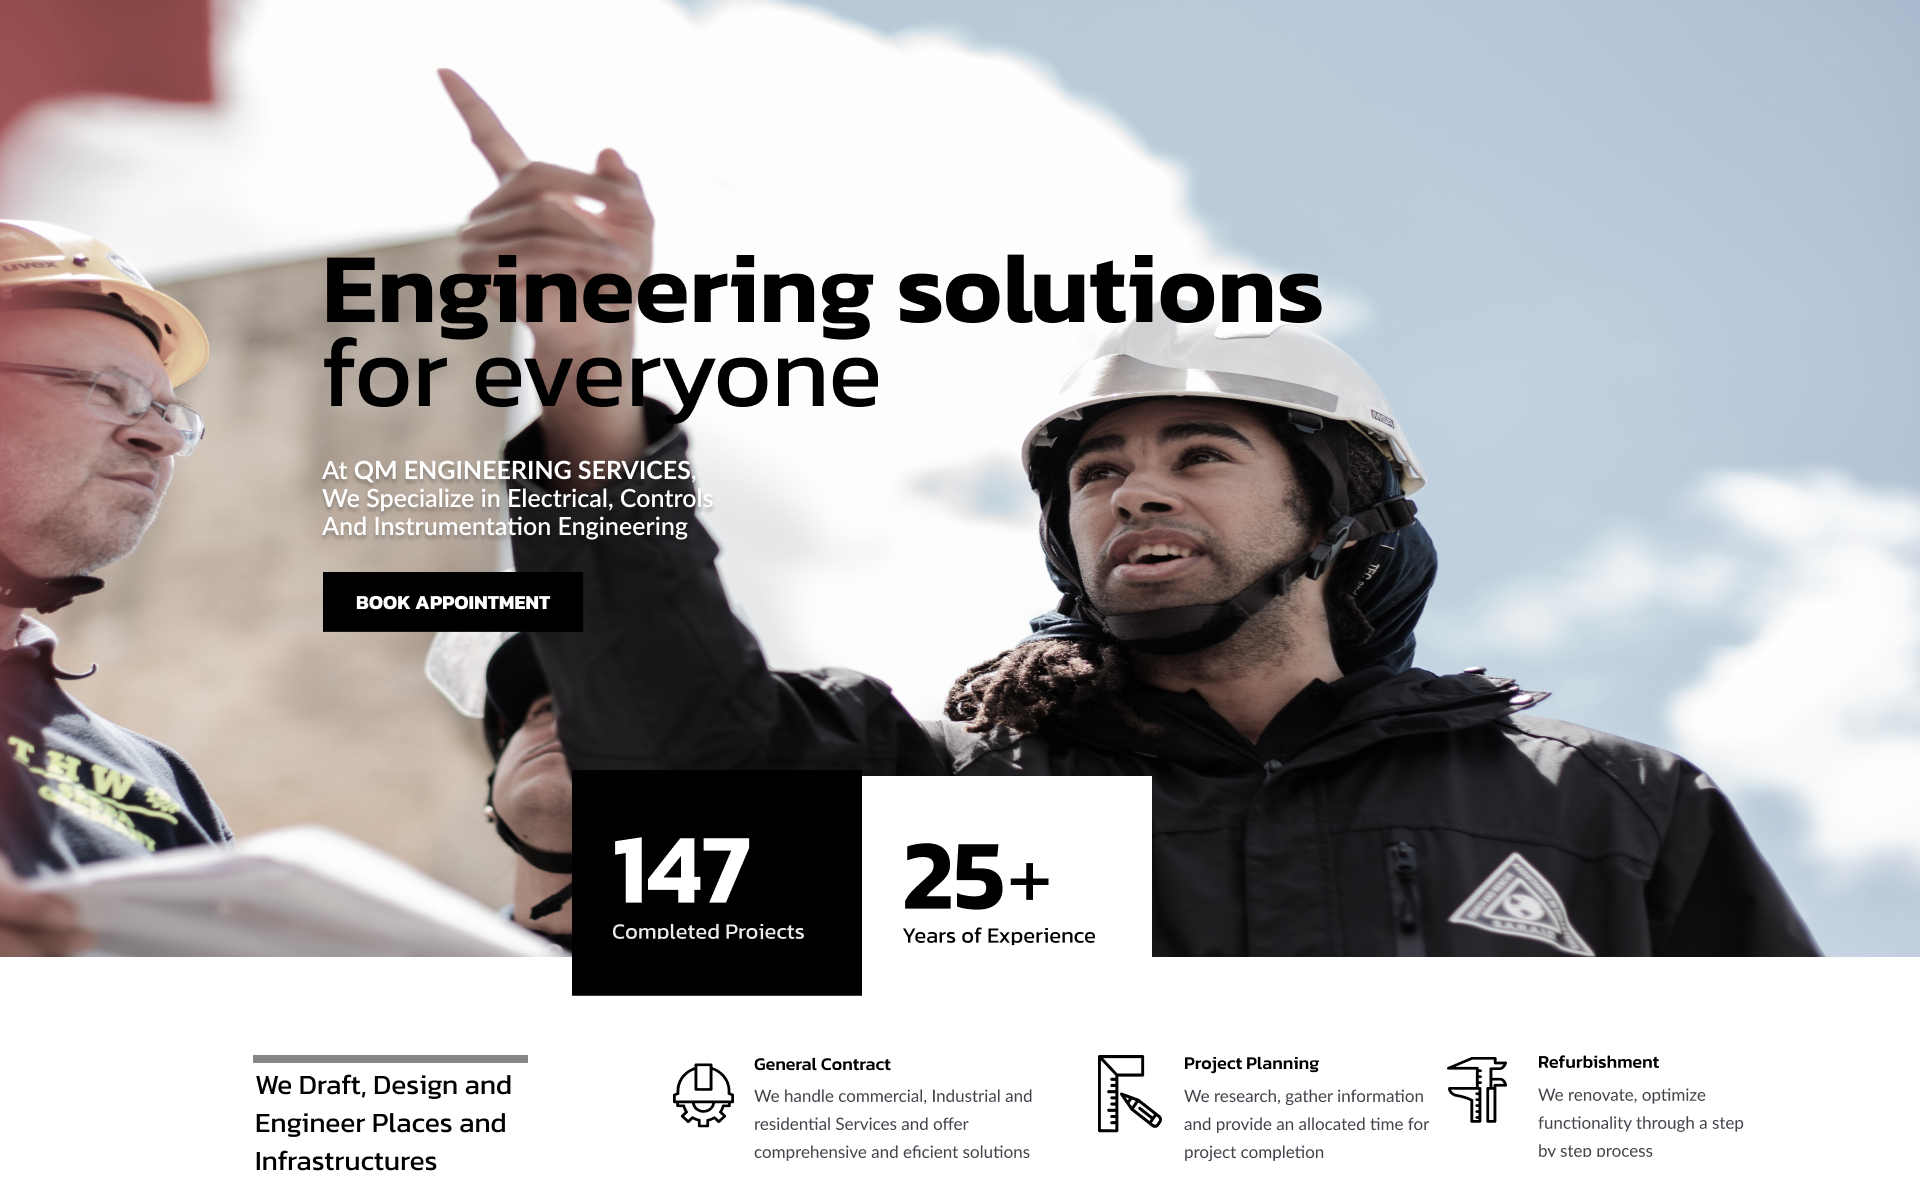 uvex
Engineering solutions
for everyone
MSA
At QM ENGINEERING SERVICES,
We Specialize in Electrical, Controls
And Instrumentation Engineering
BOOK APPOINTMENT
THW
147
Completed Projects
25+
Years of Experience
We Draft, Design and
Engineer Places and
Infrastructures
General Contract
We handle commercial, Industrial and
residential Services and offer
comprehensive and eficient solutions
Project Planning
We research, gather information
and provide an allocated time for
project completion
Refurbishment
We renovate, optimize
functionality through a step
by step process